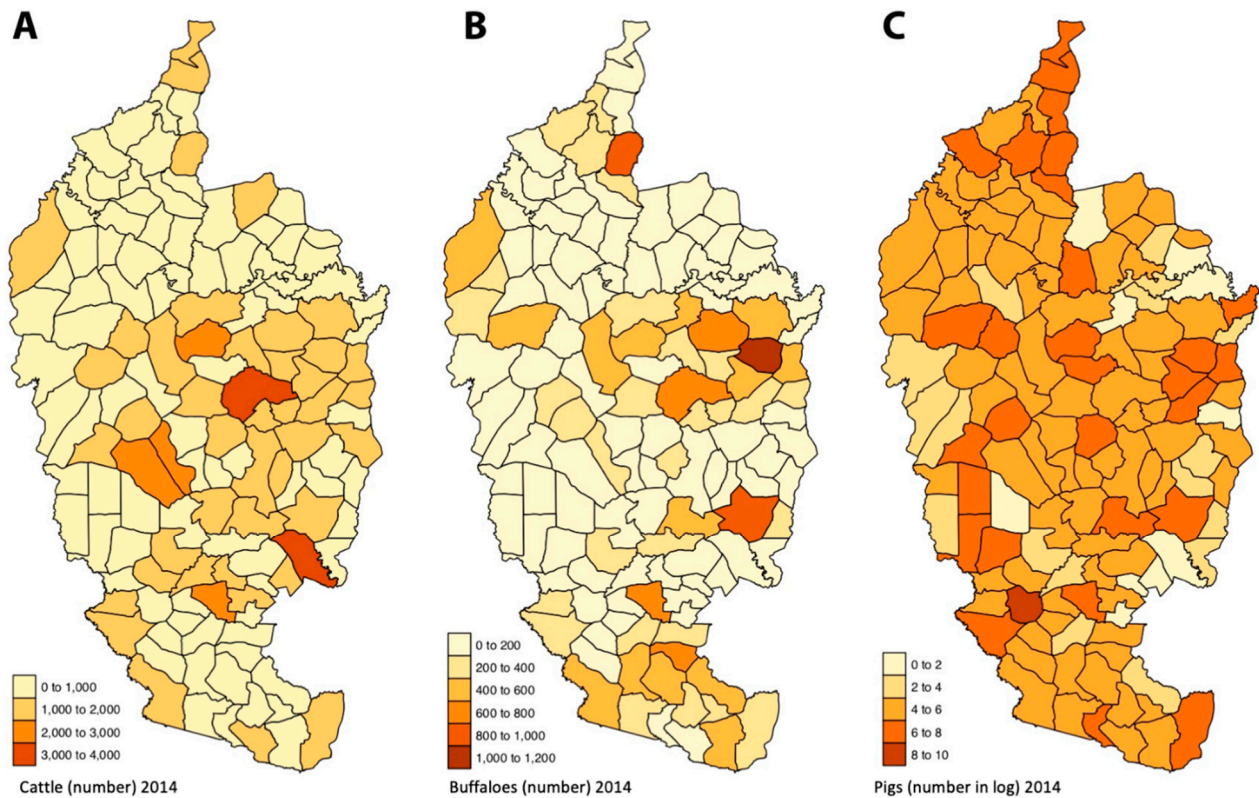 A
B
C
0 to 1,000
1,000 to 2,000
2,000 to 3,000
3,000 to 4,000
Cattle (number) 2014
0 to 200
200 to 400
400 to 600
600 to 800
800 to 1,000
1,000 to 1,200
Buffaloes (number) 2014
0 to 2
2 to 4
4 to 6
6 to 8
8 to 10
Pigs (number in log) 2014